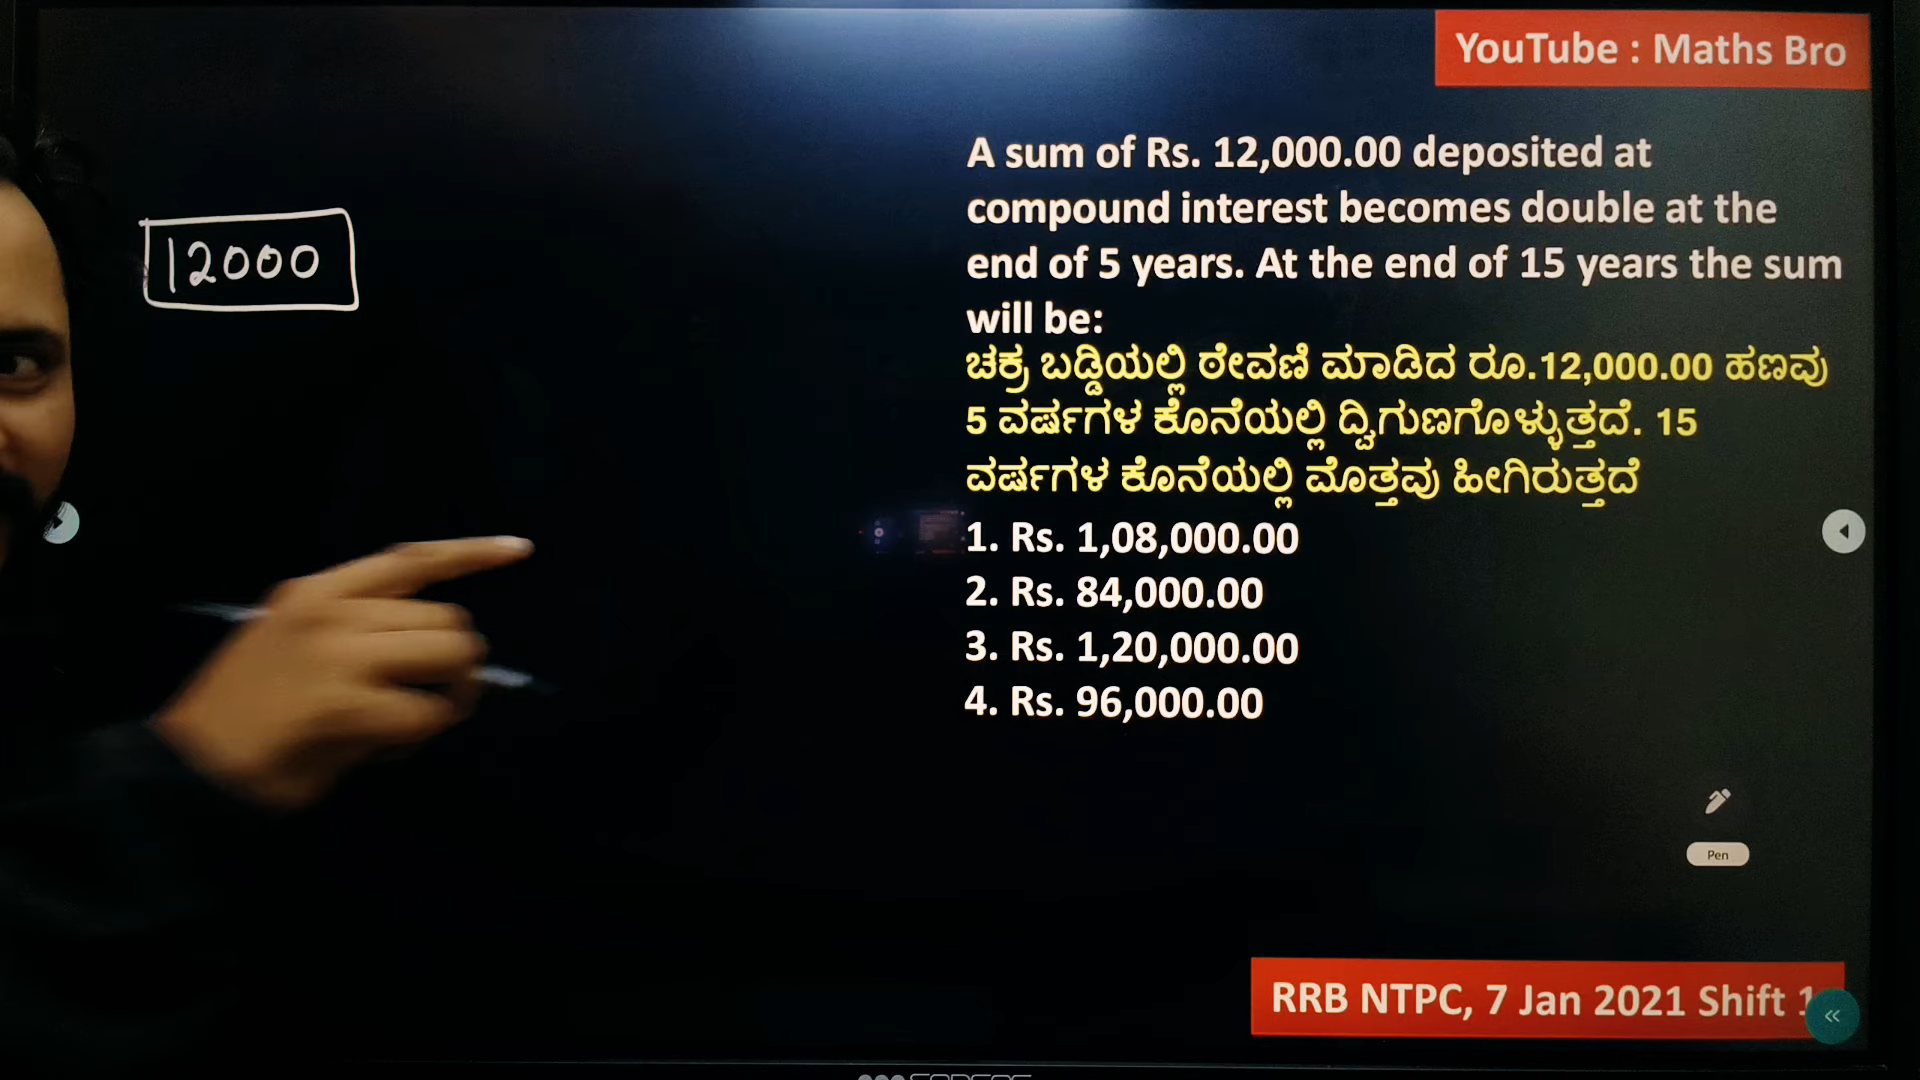 YouTube : Maths Bro
12000
A sum of Rs. 12,000.00 deposited at
compound interest becomes double at the
end of 5 years. At the end of 15 years the sum
will be:
ಚಕ್ರ ಬಡ್ಡಿಯಲ್ಲಿ ಠೇವಣಿ ಮಾಡಿದ ರೂ.12,000.00 ಹಣವು
5 ವರ್ಷಗಳ ಕೊನೆಯಲ್ಲಿ ದ್ವಿಗುಣಗೊಳ್ಳುತ್ತದೆ. 15
ವರ್ಷಗಳ ಕೊನೆಯಲ್ಲಿ ಮೊತ್ತವು ಹೀಗಿರುತ್ತದೆ
1. Rs. 1,08,000.00
2. Rs. 84,000.00
3. Rs. 1,20,000.00
4. Rs. 96,000.00
Pen
RRB NTPC, 7 Jan 2021 Shift 1